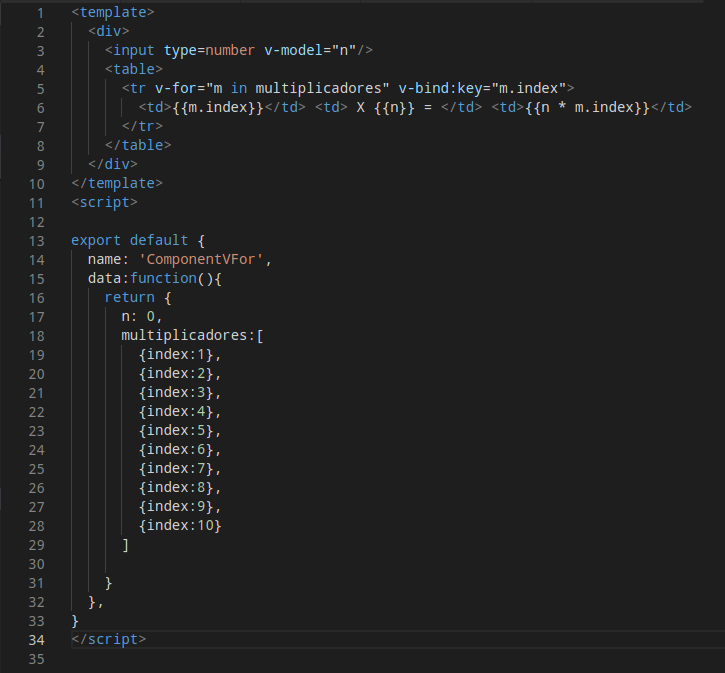 1 <template>
2 <div>
3 <input type=number v-model="n"/>
4 <table>
5 <tr v-for="m in multiplicadores" v-bind:key="m.index">
6 <td>{{m.index}}</td> <td> X {{n}} = </td> <td>{{n * m.index}}</td>
7 </tr>
8 </table>
9 </div>
10 </template>
11 <script>
12
13 export default {
14 name: 'ComponentVFor',
15 data:function(){
16 return {
17 n: 0,
18 multiplicadores:[
19 {index:1},
20 {index:2},
21 {index:3},
22 {index:4},
23 {index:5},
24 {index:6},
25 {index:7},
26 {index:8},
27 {index:9},
28 {index:10}
29 ]
30
31 }
32 },
33 }
34 </script>
35